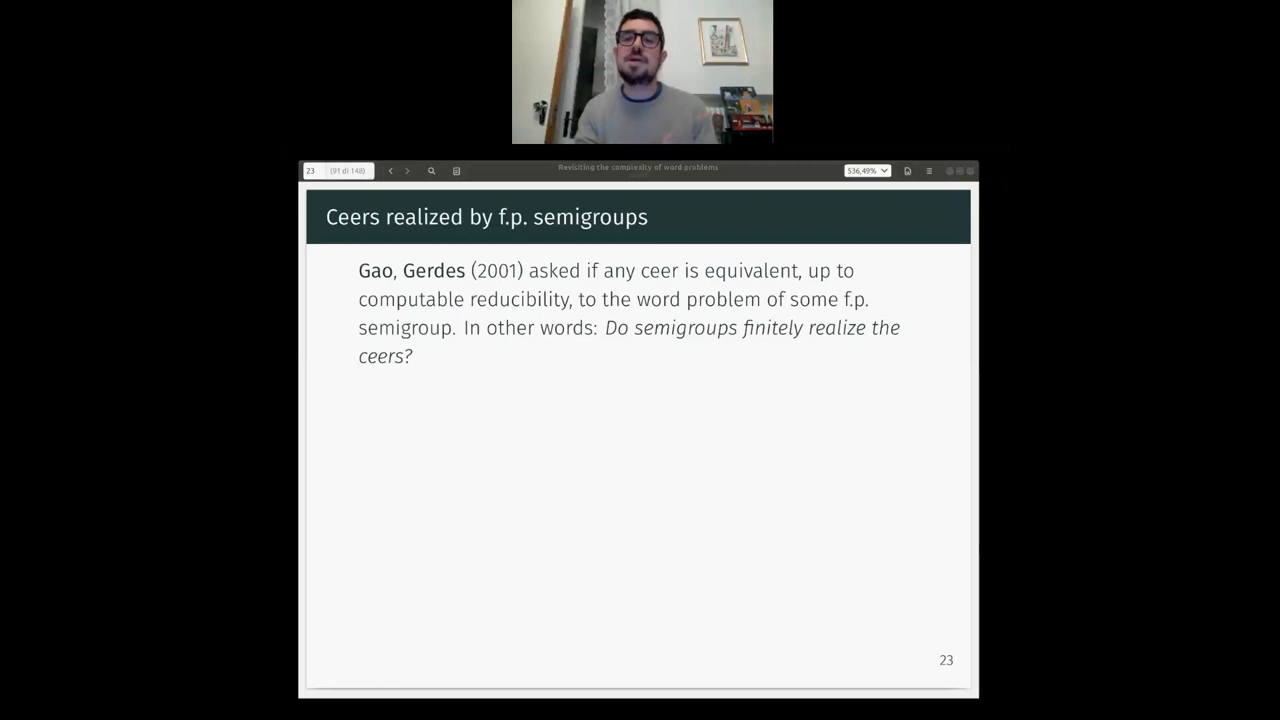 23 (91 di 148) Revisiting the complexity of word problems 536,49%
Ceers realized by f.p. semigroups
Gao, Gerdes (2001) asked if any ceer is equivalent, up to
computable reducibility, to the word problem of some f.p.
semigroup. In other words: Do semigroups finitely realize the
ceers?
23